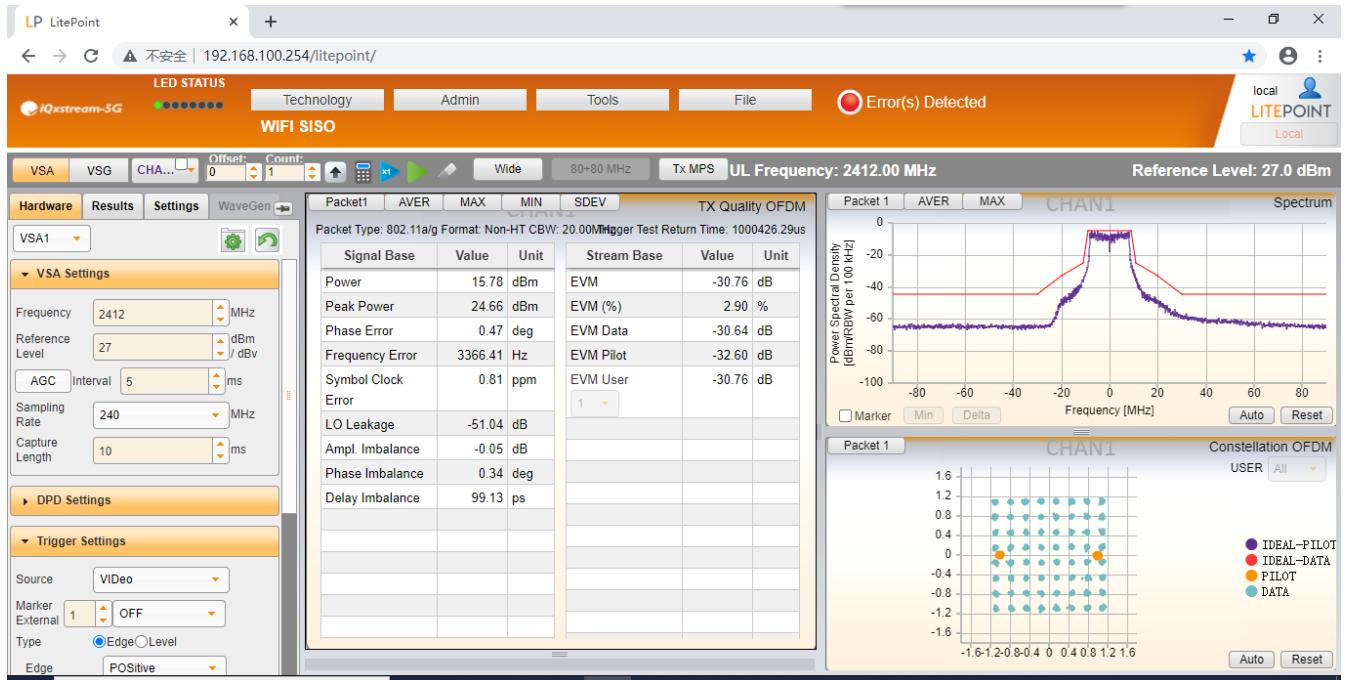 LP LitePoint
不安全 | 192.168.100.254/litepoint/
iQxstream-5G
LED STATUS
Technology Admin Tools File
WIFI SISO
Error(s) Detected
local
LITEPOINT
Local
VSA VSG CHA... Offset: 0 Count: 1 x1 Wide 80+80 MHz Tx MPS UL Frequency: 2412.00 MHz Reference Level: 27.0 dBm
Hardware Results Settings WaveGen
VSA1
VSA Settings
Frequency 2412 MHz
Reference Level 27 dBm / dBv
AGC Interval 5 ms
Sampling Rate 240 MHz
Capture Length 10 ms
DPD Settings
Trigger Settings
Source VIDeo
Marker External 1 OFF
Type Edge Level
Edge POSitive
Packet1 AVER MAX MIN SDEV CHAN1 TX Quality OFDM
Packet Type: 802.11a/g Format: Non-HT CBW: 20.00MHz Trigger Test Return Time: 1000426.29us
Signal Base Value Unit Stream Base Value Unit
Power 15.78 dBm EVM -30.76 dB
Peak Power 24.66 dBm EVM (%) 2.90 %
Phase Error 0.47 deg EVM Data -30.64 dB
Frequency Error 3366.41 Hz EVM Pilot -32.60 dB
Symbol Clock Error 0.81 ppm EVM User 1 -30.76 dB
LO Leakage -51.04 dB
Ampl. Imbalance -0.05 dB
Phase Imbalance 0.34 deg
Delay Imbalance 99.13 ps
Packet 1 AVER MAX CHAN1 Spectrum
Power Spectral Density
[dBm/RBW per 100 kHz]
0
-20
-40
-60
-80
-100
-80 -60 -40 -20 0 20 40 60 80
Frequency [MHz]
Marker Min Delta Auto Reset
Packet 1 CHAN1 Constellation OFDM
USER All
1.6
1.2
0.8
0.4
0
-0.4
-0.8
-1.2
-1.6
-1.6 -1.2 -0.8 -0.4 0 0.4 0.8 1.2 1.6
IDEAL-PILOT
IDEAL-DATA
PILOT
DATA
Auto Reset